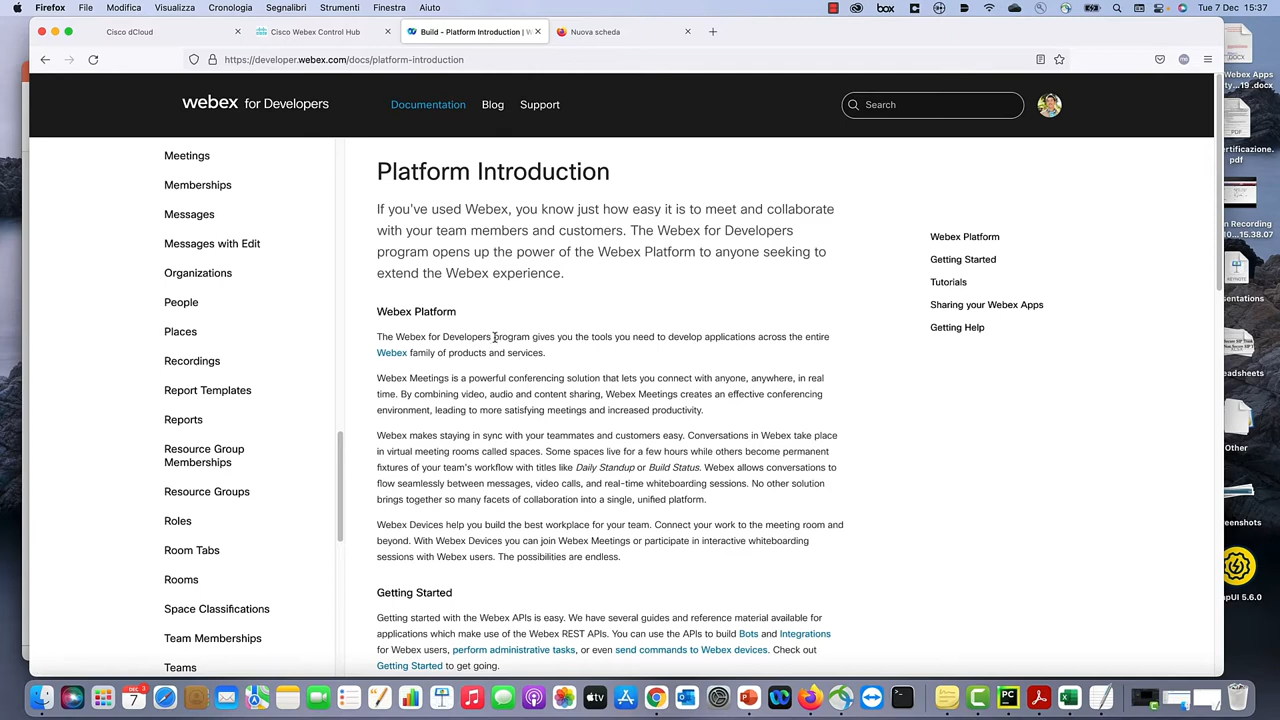 Firefox File Modifica Visualizza Cronologia Segnalibri Strumenti Finestra Aiuto
box
Tue 7 Dec 15:37
Cisco dCloud
Cisco Webex Control Hub
Build - Platform Introduction | W
Nuova scheda
https://developer.webex.com/docs/platform-introduction
webex for Developers
Documentation Blog Support
Search
Meetings
Memberships
Messages
Messages with Edit
Organizations
People
Places
Recordings
Report Templates
Reports
Resource Group
Memberships
Resource Groups
Roles
Room Tabs
Rooms
Space Classifications
Team Memberships
Teams
Platform Introduction
If you've used Webex, you know just how easy it is to meet and collaborate
with your team members and customers. The Webex for Developers
program opens up the power of the Webex Platform to anyone seeking to
extend the Webex experience.
Webex Platform
The Webex for Developers program gives you the tools you need to develop applications across the entire
Webex family of products and services.
Webex Meetings is a powerful conferencing solution that lets you connect with anyone, anywhere, in real
time. By combining video, audio and content sharing, Webex Meetings creates an effective conferencing
environment, leading to more satisfying meetings and increased productivity.
Webex makes staying in sync with your teammates and customers easy. Conversations in Webex take place
in virtual meeting rooms called spaces. Some spaces live for a few hours while others become permanent
fixtures of your team's workflow with titles like Daily Standup or Build Status. Webex allows conversations to
flow seamlessly between messages, video calls, and real-time whiteboarding sessions. No other solution
brings together so many facets of collaboration into a single, unified platform.
Webex Devices help you build the best workplace for your team. Connect your work to the meeting room and
beyond. With Webex Devices you can join Webex Meetings or participate in interactive whiteboarding
sessions with Webex users. The possibilities are endless.
Getting Started
Getting started with the Webex APIs is easy. We have several guides and reference material available for
applications which make use of the Webex REST APIs. You can use the APIs to build Bots and Integrations
for Webex users, perform administrative tasks, or even send commands to Webex devices. Check out
Getting Started to get going.
Webex Platform
Getting Started
Tutorials
Sharing your Webex Apps
Getting Help
.DOCX
Webex Apps
ty...19 .docx
PDF
ertificazione.
pdf
n Recording
10...15.38.07
KEYNOTE
sentations
eadsheets
Other
eenshots
mpUI 5.6.0
DEC
7
tv
PC